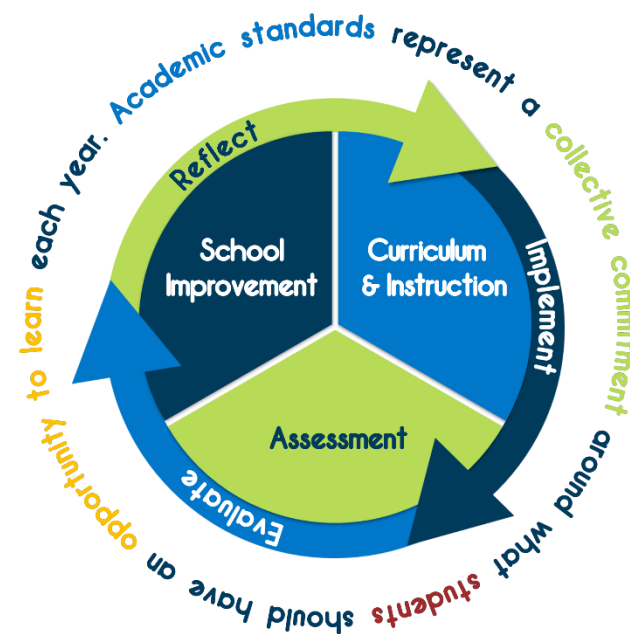 Academic standards represent a collective commitment around what students should have an opportunity to learn each year.
Reflect
Implement
Evaluate
School
Improvement
Curriculum
& Instruction
Assessment